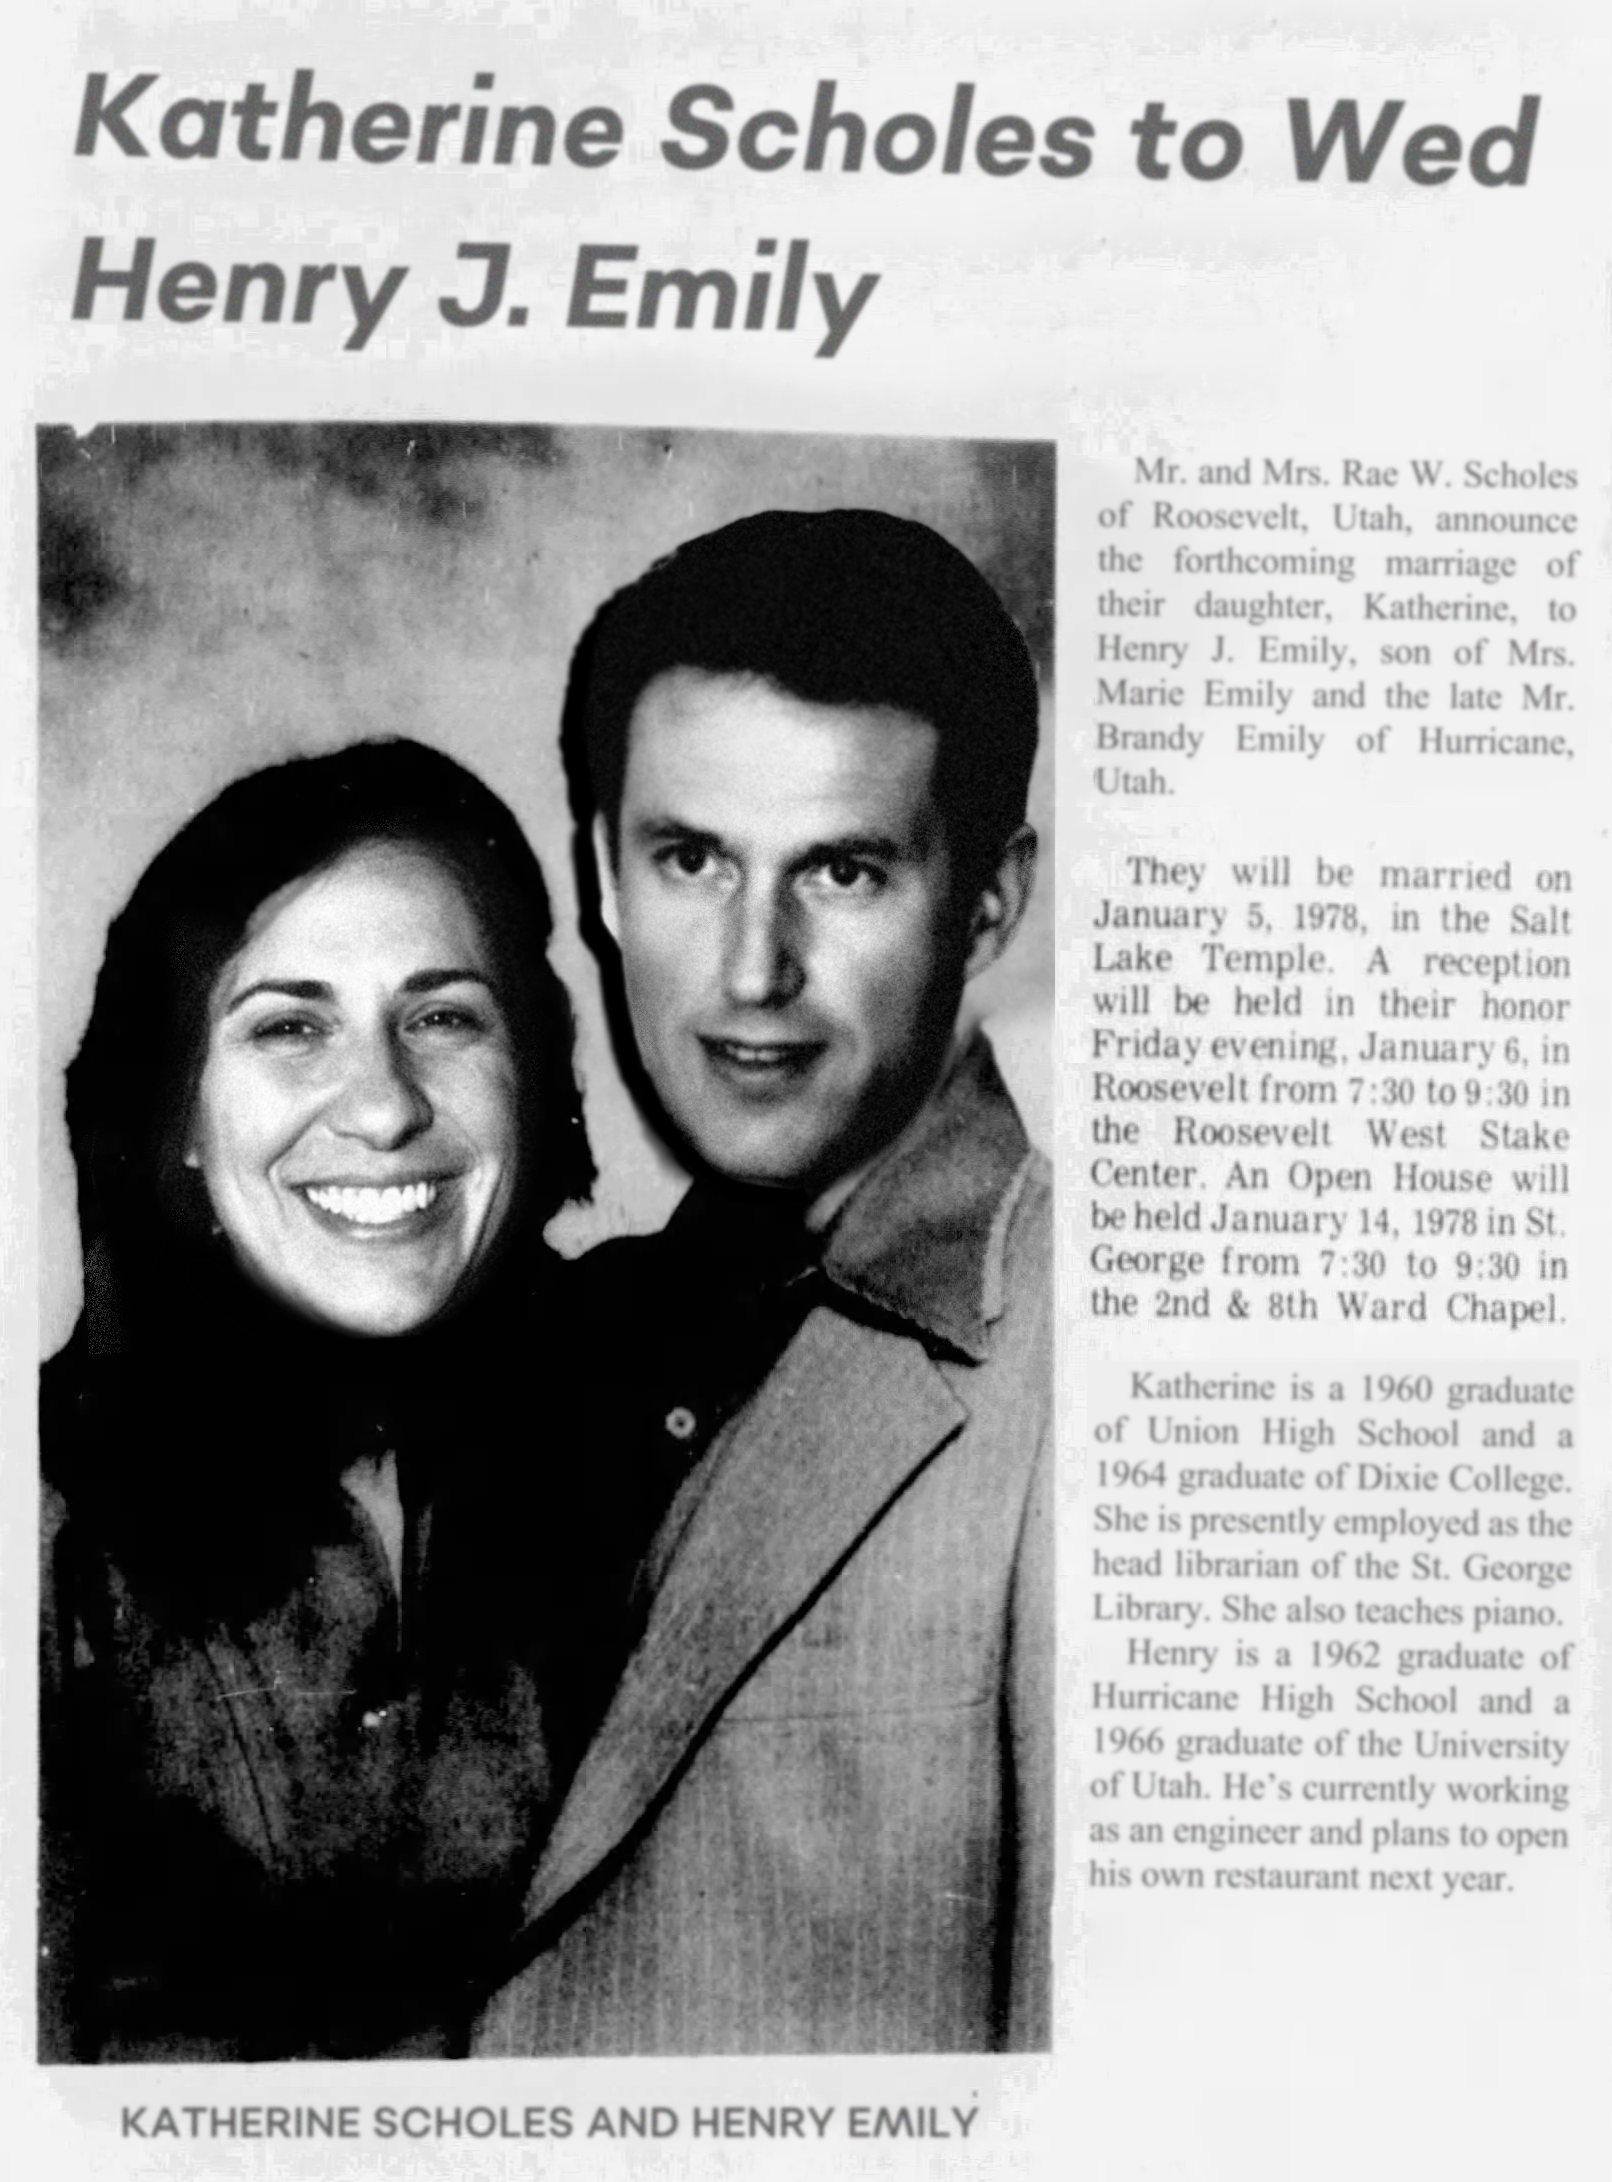 Katherine Scholes to Wed
Henry J. Emily
Mr. and Mrs. Rae W. Scholes
of Roosevelt, Utah, announce
the forthcoming marriage of
their daughter, Katherine, to
Henry J. Emily, son of Mrs.
Marie Emily and the late Mr.
Brandy Emily of Hurricane,
Utah.
They will be married on
January 5, 1978, in the Salt
Lake Temple. A reception
will be held in their honor
Friday evening, January 6, in
Roosevelt from 7:30 to 9:30 in
the Roosevelt West Stake
Center. An Open House will
be held January 14, 1978 in St.
George from 7:30 to 9:30 in
the 2nd & 8th Ward Chapel.
Katherine is a 1960 graduate
of Union High School and a
1964 graduate of Dixie College.
She is presently employed as the
head librarian of the St. George
Library. She also teaches piano.
Henry is a 1962 graduate of
Hurricane High School and a
1966 graduate of the University
of Utah. He's currently working
as an engineer and plans to open
his own restaurant next year.
KATHERINE SCHOLES AND HENRY EMILY